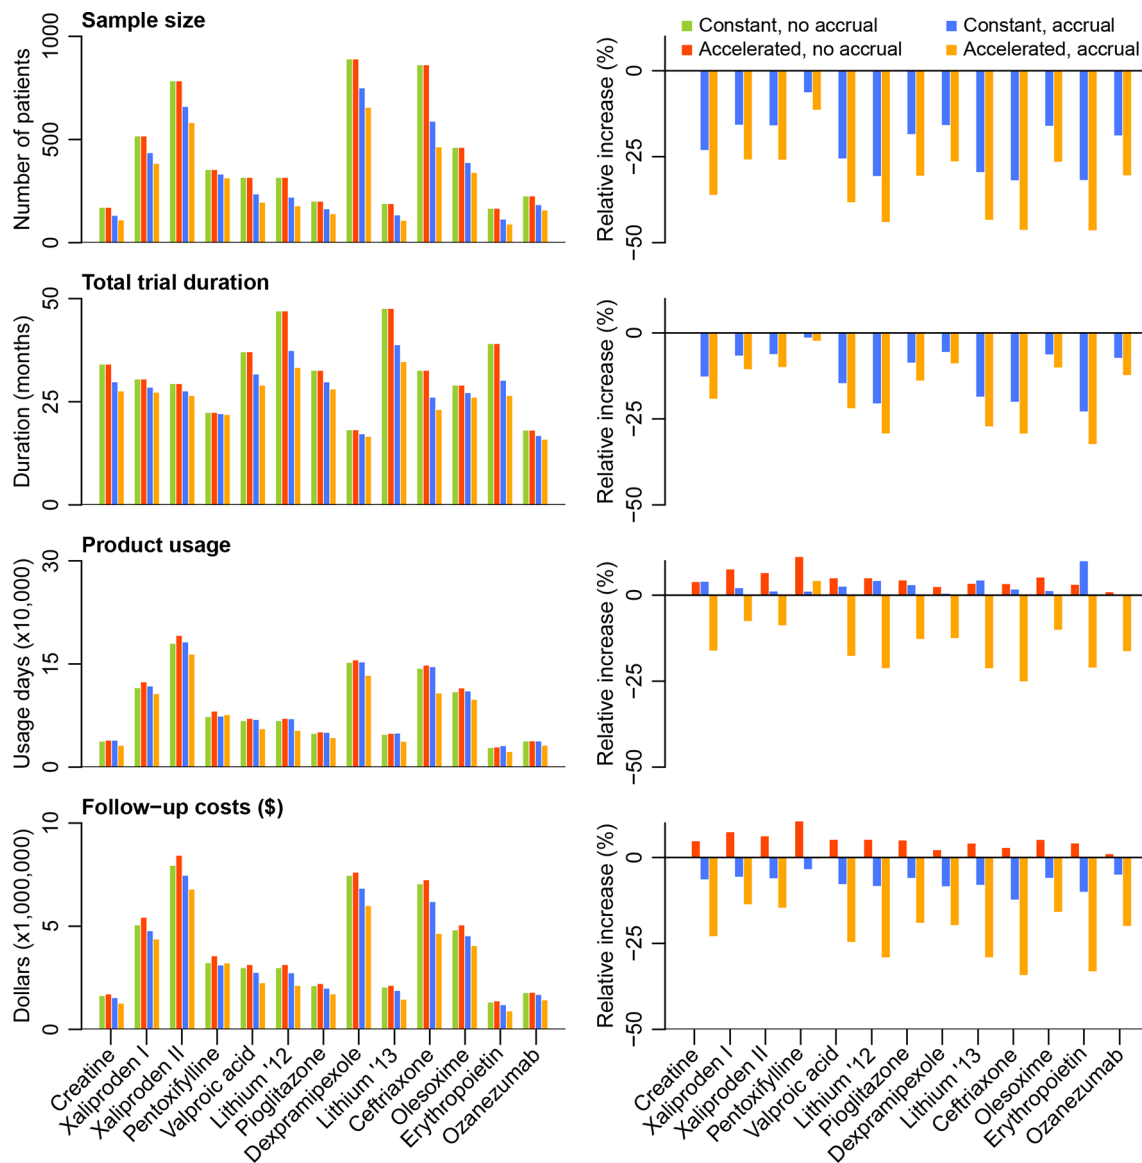 Sample size
Number of patients
1000
500
0
Constant, no accrual
Accelerated, no accrual
Constant, accrual
Accelerated, accrual
Relative increase (%)
0
−25
−50
Total trial duration
Duration (months)
50
25
0
Relative increase (%)
0
−25
−50
Product usage
Usage days (x10,000)
30
15
0
Relative increase (%)
0
−25
−50
Follow−up costs ($)
Dollars (x1,000,000)
10
5
0
Relative increase (%)
0
−25
−50
Creatine
Xaliproden I
Xaliproden II
Pentoxifylline
Valproic acid
Lithium '12
Pioglitazone
Dexpramipexole
Lithium '13
Ceftriaxone
Olesoxime
Erythropoietin
Ozanezumab
Creatine
Xaliproden I
Xaliproden II
Pentoxifylline
Valproic acid
Lithium '12
Pioglitazone
Dexpramipexole
Lithium '13
Ceftriaxone
Olesoxime
Erythropoietin
Ozanezumab